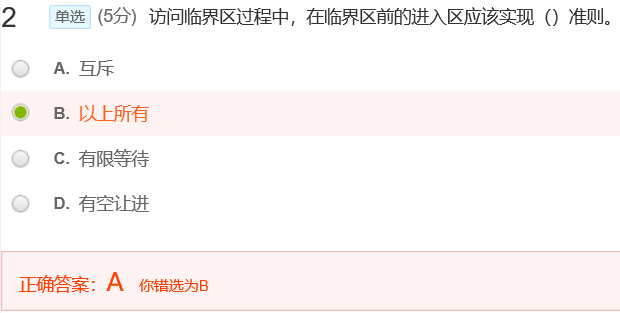 2 单选 (5分) 访问临界区过程中，在临界区前的进入区应该实现（）准则。
A. 互斥
B. 以上所有
C. 有限等待
D. 有空让进
正确答案：A 你错选为B